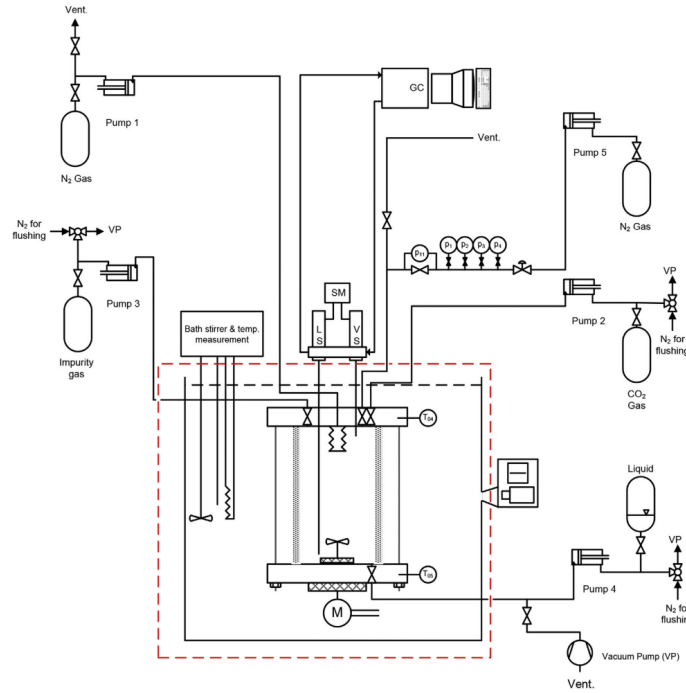 Vent.
Pump 1
N₂ Gas
GC
Vent.
Pump 5
N₂ Gas
N₂ for
flushing
VP
Pump 3
Impurity
gas
P₁₁
P₁
P₂
P₃
P₄
VP
Pump 2
N₂ for
flushing
CO₂
Gas
SM
L
S
V
S
Bath stirrer & temp.
measurement
T₀₄
Liquid
VP
Pump 4
N₂ for
flushing
T₀₅
M
Vacuum Pump (VP)
Vent.